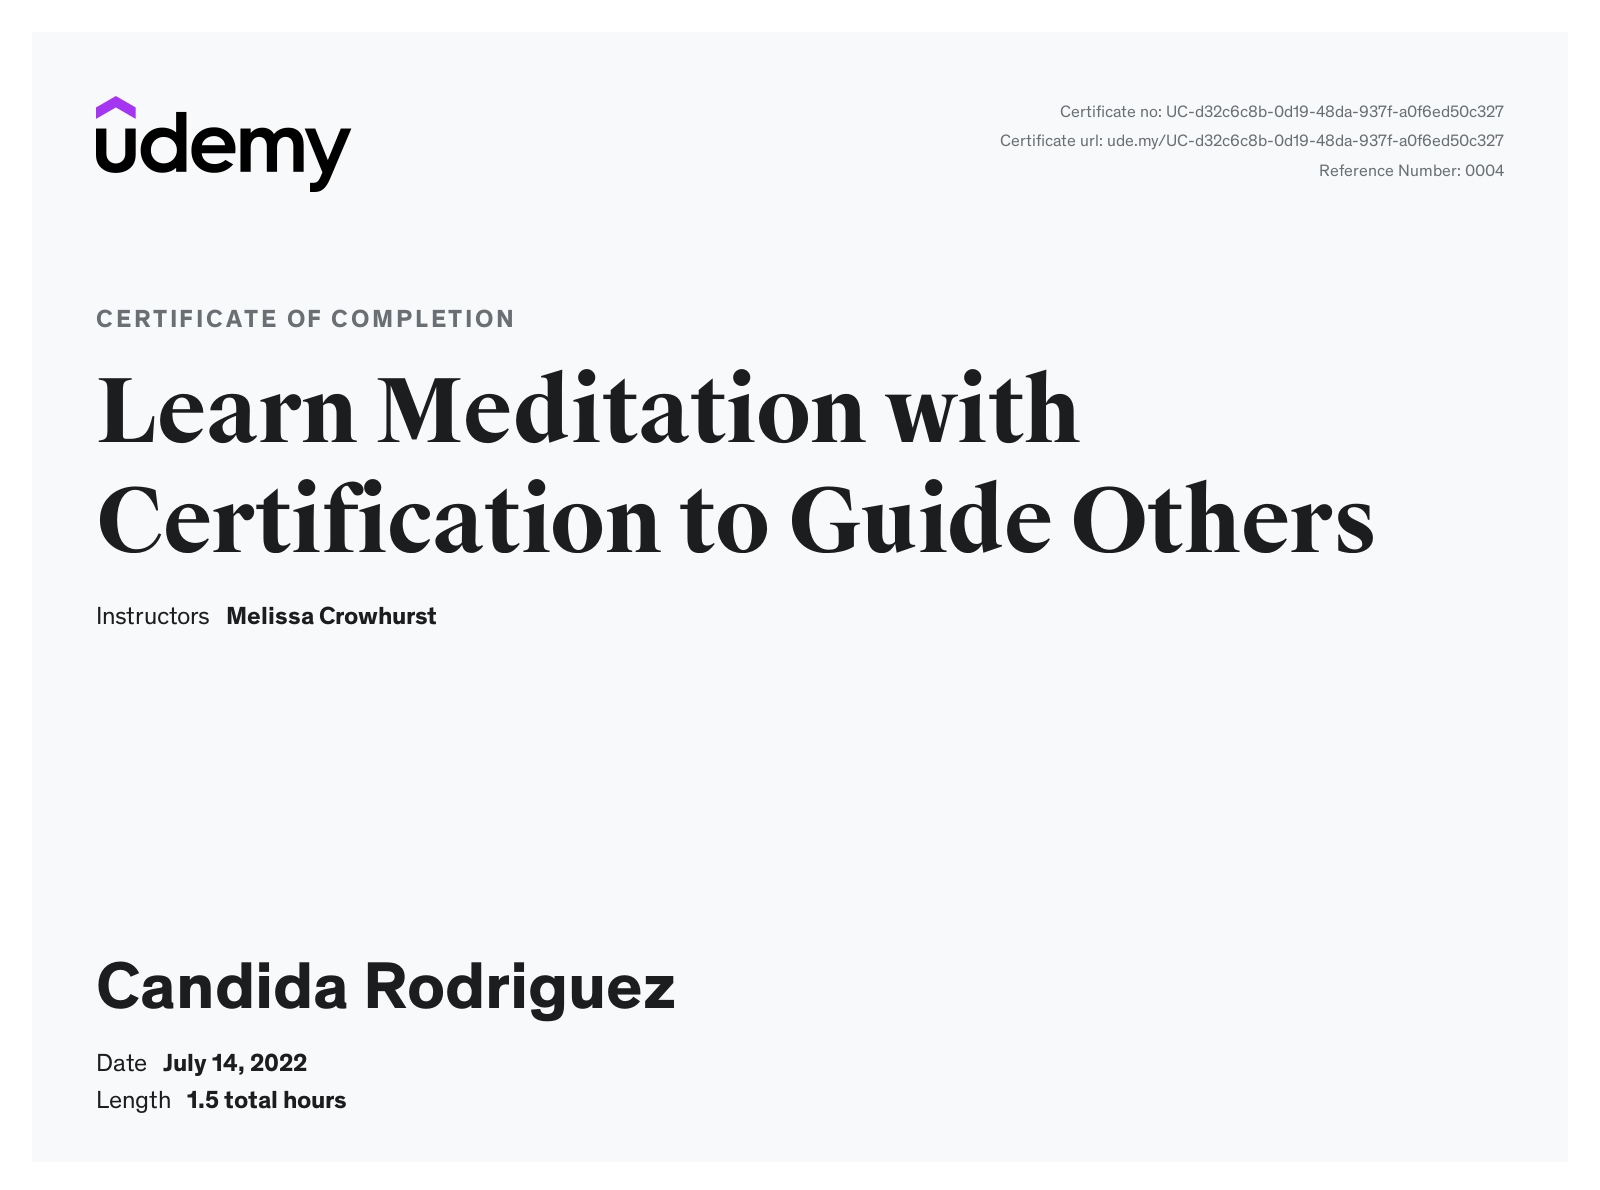 udemy
Certificate no: UC-d32c6c8b-0d19-48da-937f-a0f6ed50c327
Certificate url: ude.my/UC-d32c6c8b-0d19-48da-937f-a0f6ed50c327
Reference Number: 0004
CERTIFICATE OF COMPLETION
Learn Meditation with
Certification to Guide Others
Instructors Melissa Crowhurst
Candida Rodriguez
Date July 14, 2022
Length 1.5 total hours